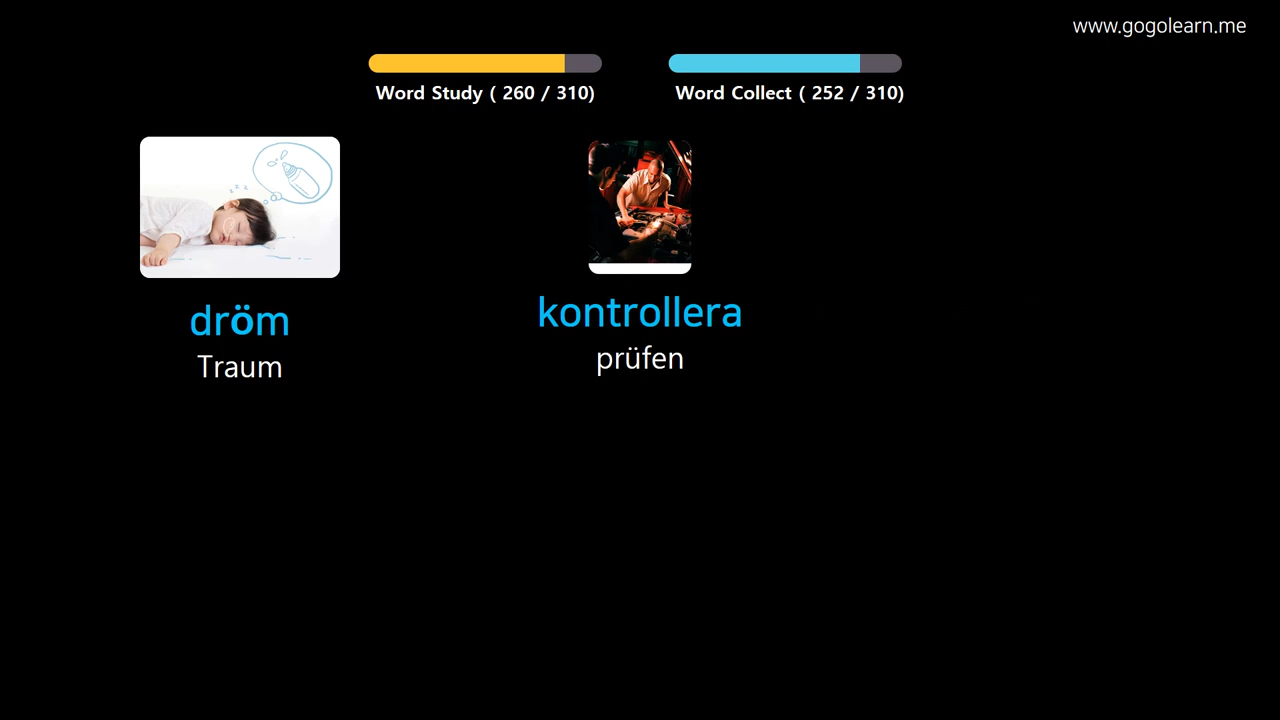 www.gogolearn.me
Word Study ( 260 / 310)
Word Collect ( 252 / 310)
dröm
Traum
kontrollera
prüfen